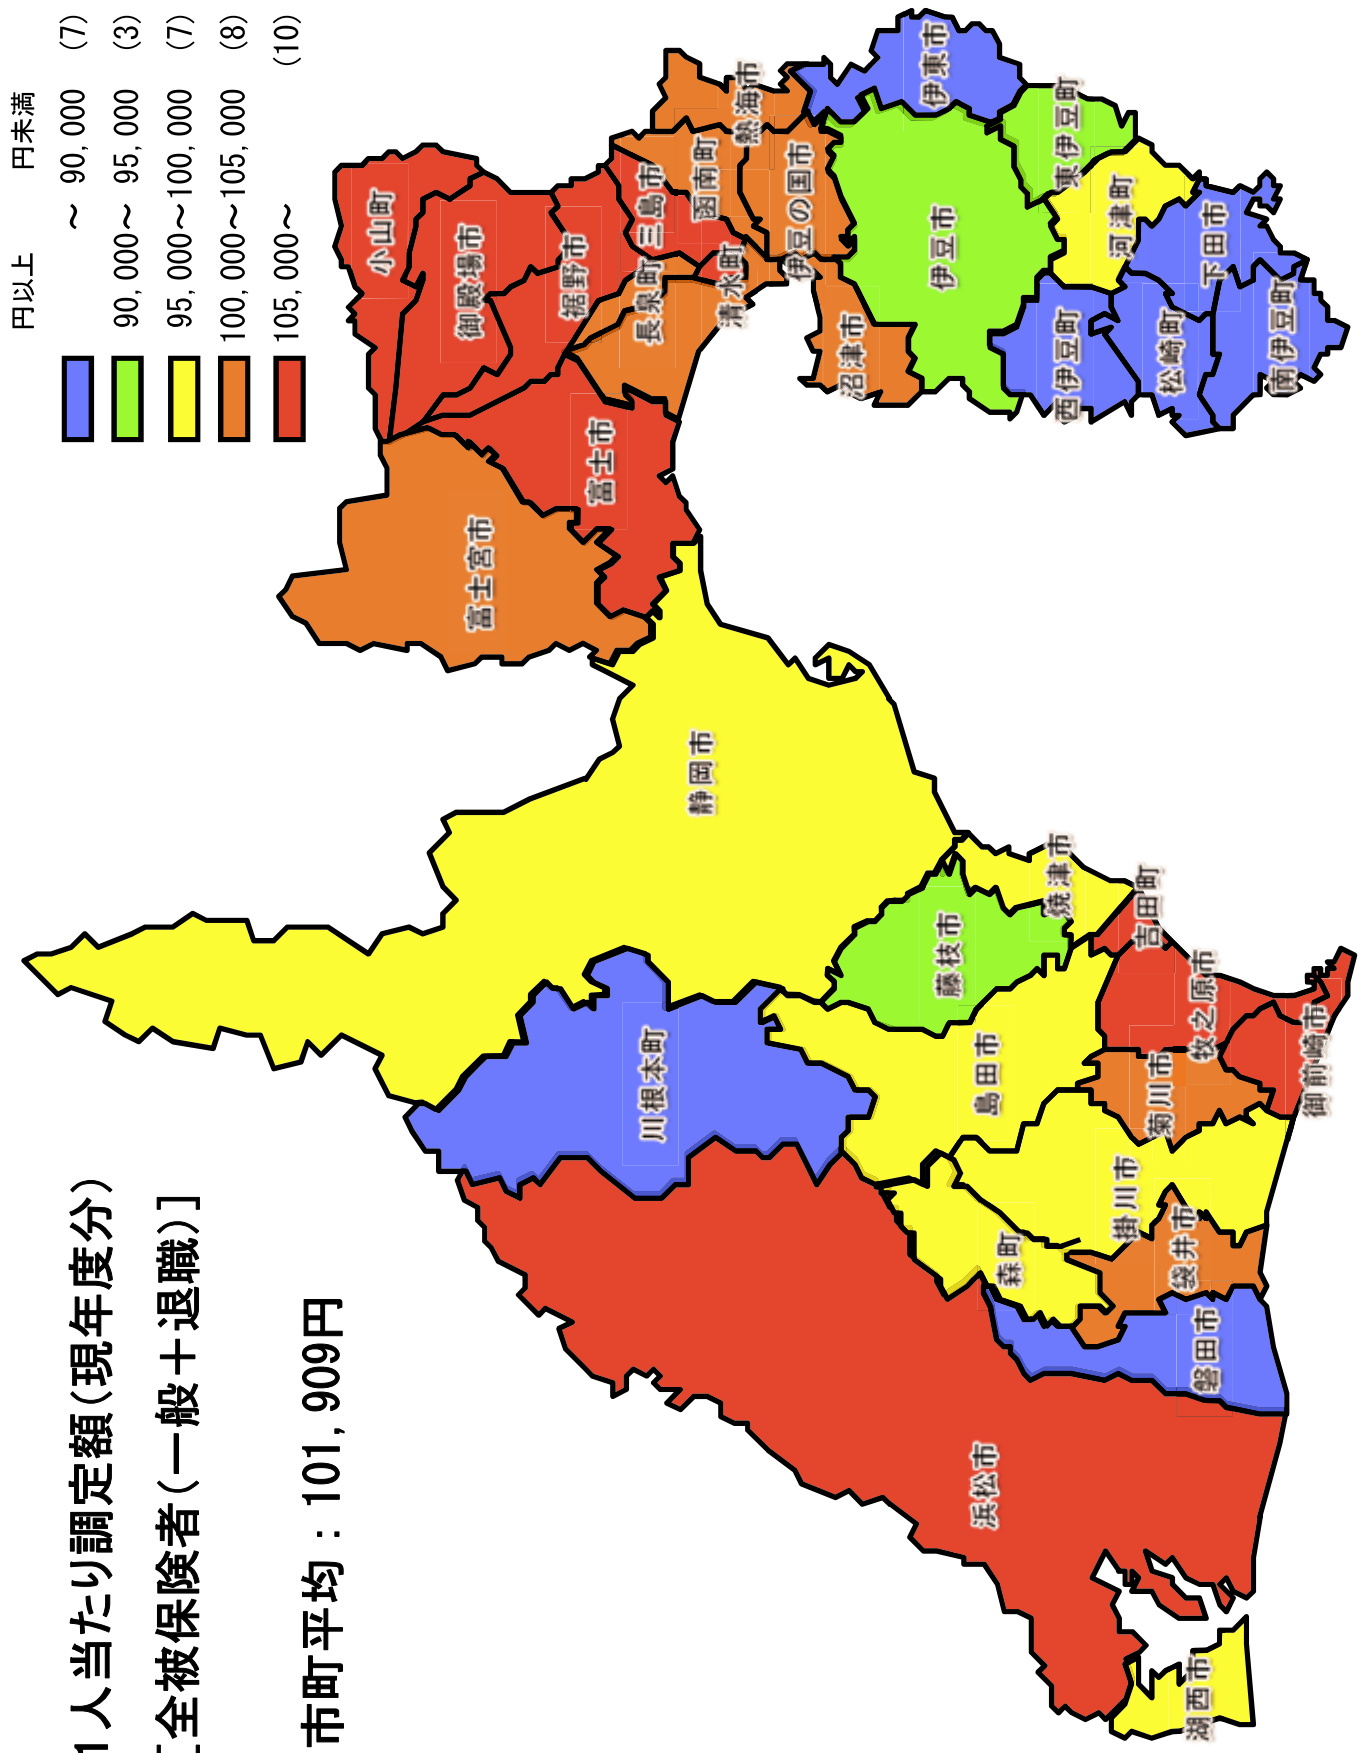 1人当たり調定額(現年度分)
[全被保険者(一般+退職)]
市町平均:101,909円
円以上 円未満
~ 90,000 (7)
90,000~ 95,000 (3)
95,000~100,000 (7)
100,000~105,000 (8)
105,000~ (10)
小山町
御殿場市
裾野市
三島市
函南町
熱海市
長泉町
清水町
伊豆の国市
沼津市
伊東市
伊豆市
東伊豆町
河津町
下田市
西伊豆町
松崎町
南伊豆町
富士市
富士宮市
静岡市
焼津市
藤枝市
吉田町
牧之原市
御前崎市
川根本町
島田市
菊川市
掛川市
森町
袋井市
磐田市
浜松市
湖西市